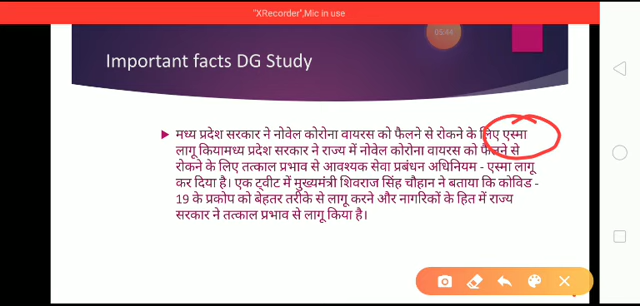 "XRecorder",Mic in use
05:44
Important facts DG Study
मध्य प्रदेश सरकार ने नोवेल कोरोना वायरस को फैलने से रोकने के लिए एस्मा
लागू कियामध्य प्रदेश सरकार ने राज्य में नोवेल कोरोना वायरस को फैलने से
रोकने के लिए तत्काल प्रभाव से आवश्यक सेवा प्रबंधन अधिनियम - एस्मा लागू
कर दिया है। एक ट्वीट में मुख्यमंत्री शिवराज सिंह चौहान ने बताया कि कोविड -
19 के प्रकोप को बेहतर तरीके से लागू करने और नागरिकों के हित में राज्य
सरकार ने तत्काल प्रभाव से लागू किया है।